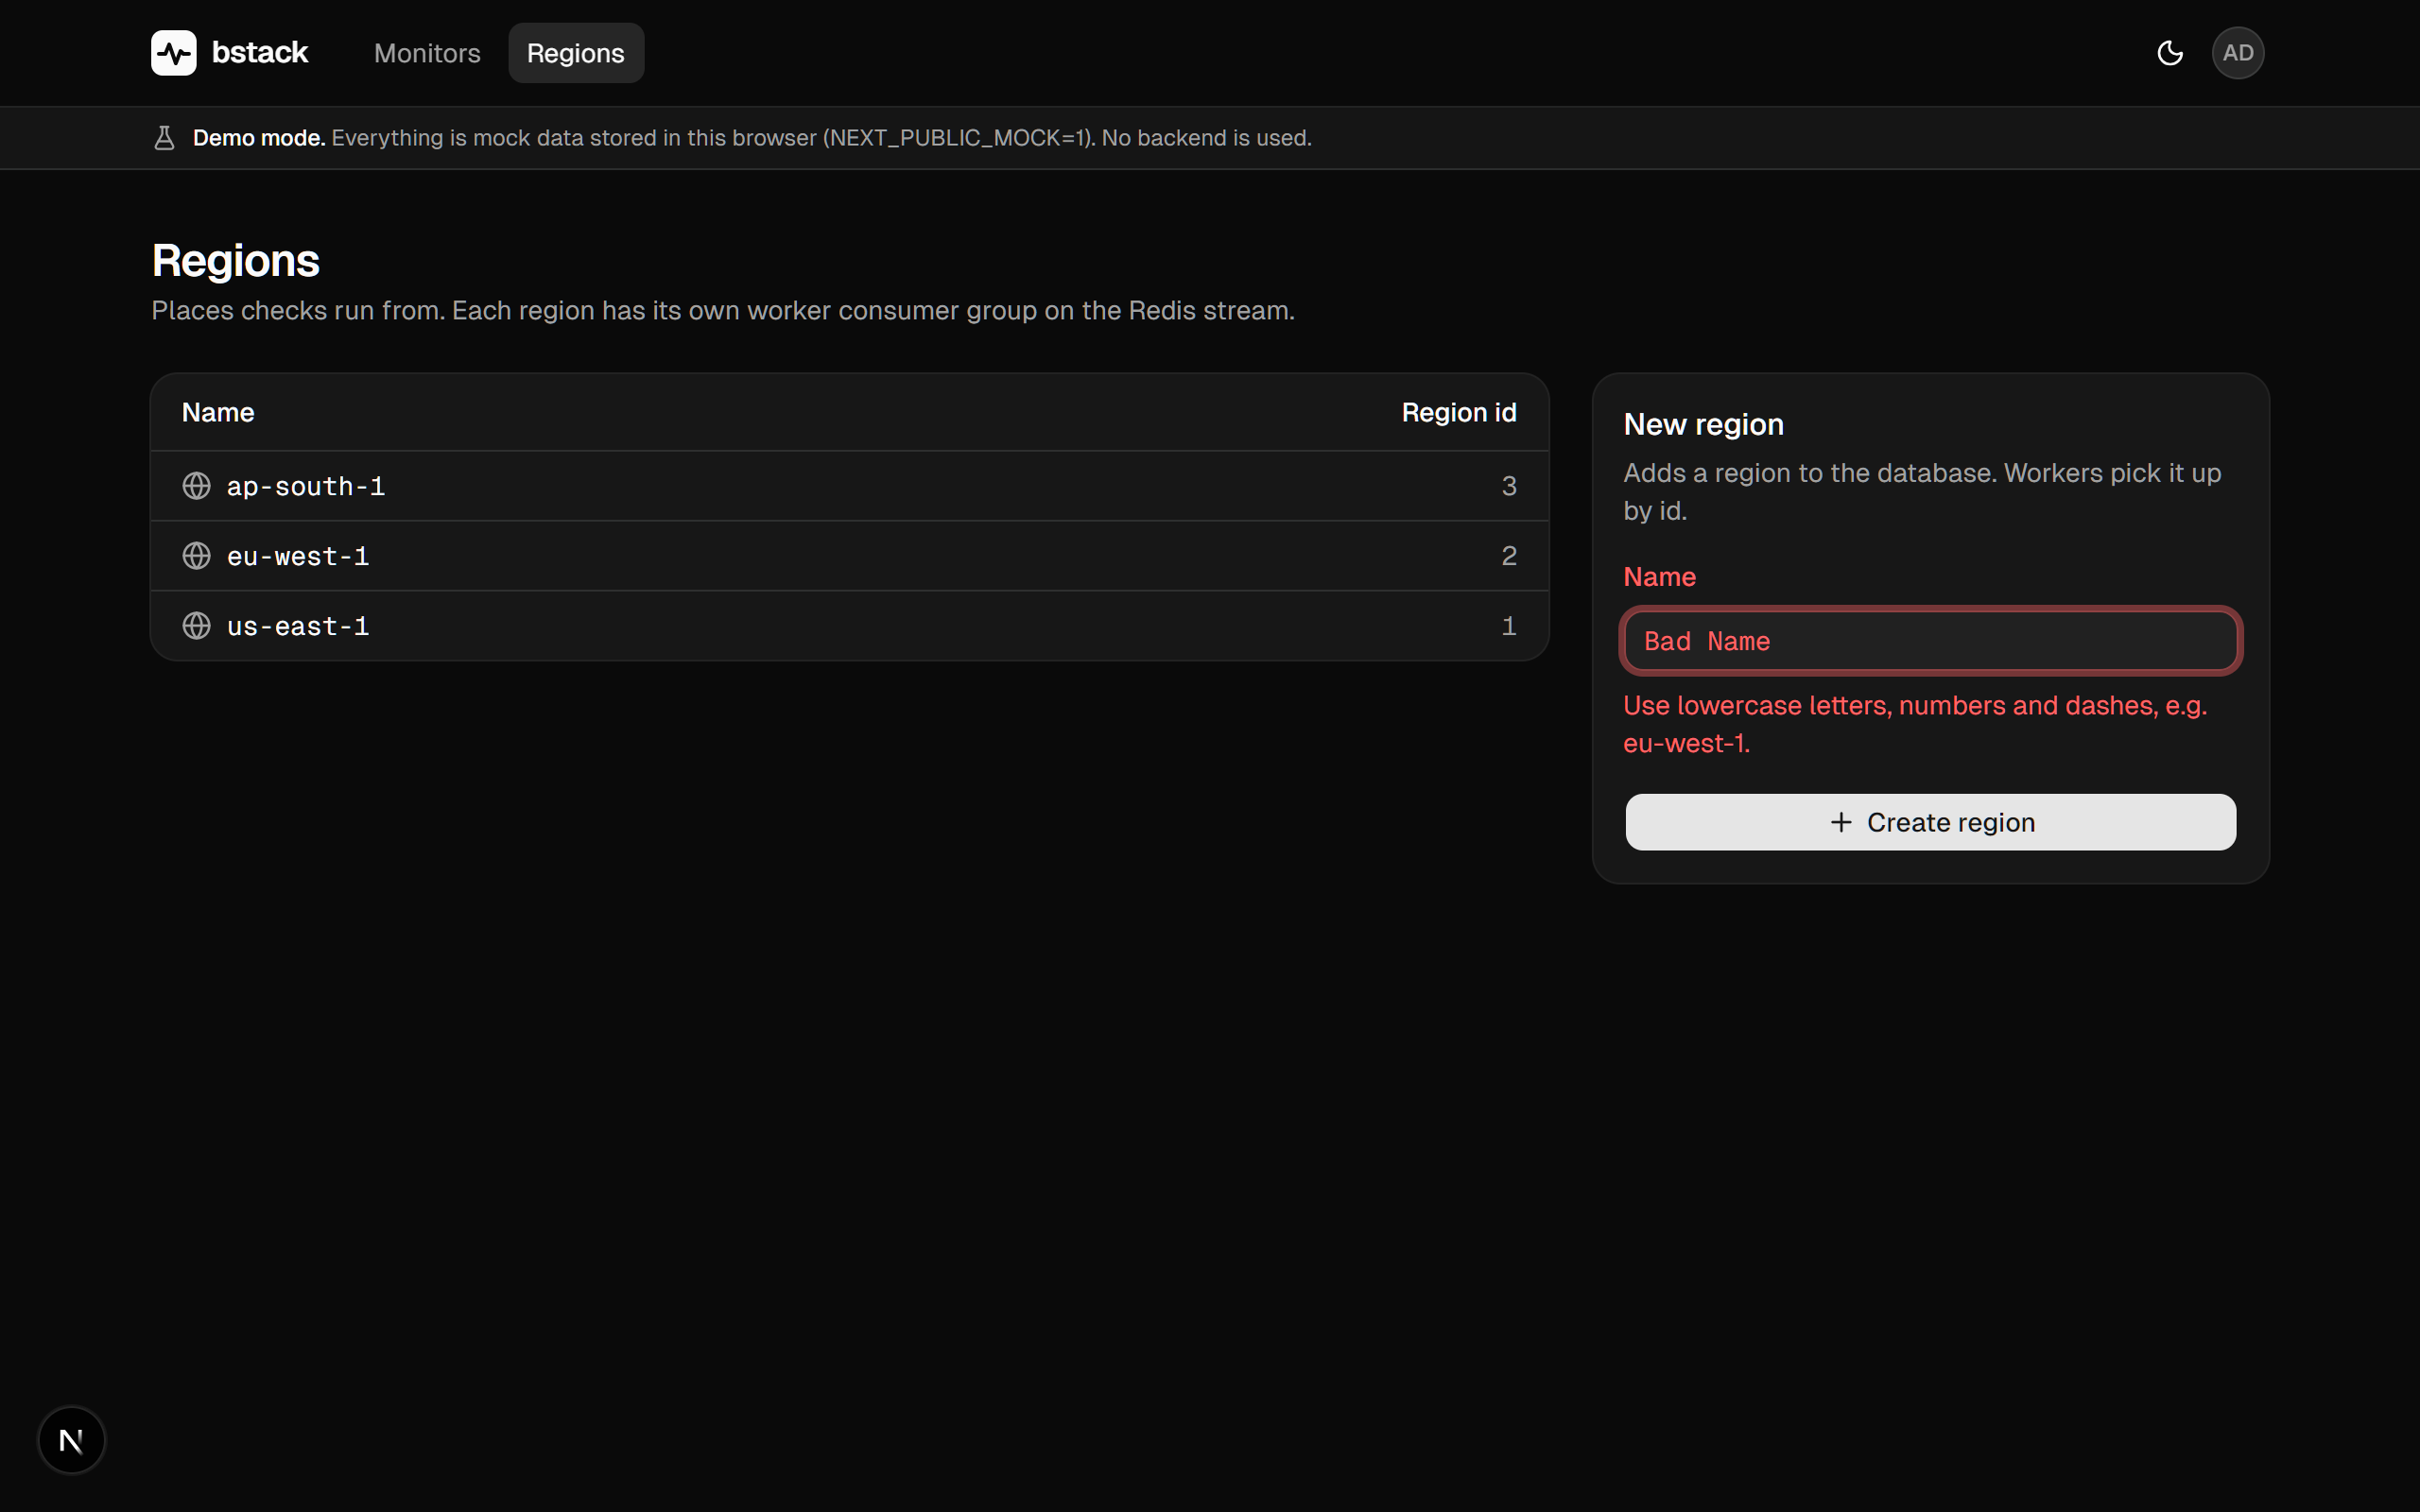 bstack
Monitors
Regions
AD
Demo mode. Everything is mock data stored in this browser (NEXT_PUBLIC_MOCK=1). No backend is used.
Regions
Places checks run from. Each region has its own worker consumer group on the Redis stream.
Name
Region id
ap-south-1
3
eu-west-1
2
us-east-1
1
New region
Adds a region to the database. Workers pick it up
by id.
Name
Bad Name
Use lowercase letters, numbers and dashes, e.g.
eu-west-1.
Create region
N